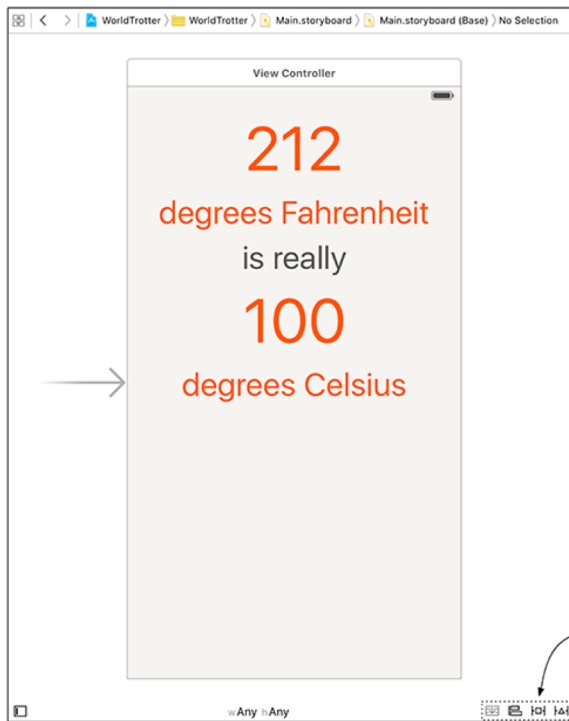 WorldTrotter WorldTrotter Main.storyboard Main.storyboard (Base) No Selection
View Controller
212
degrees Fahrenheit
is really
100
degrees Celsius
wAny hAny